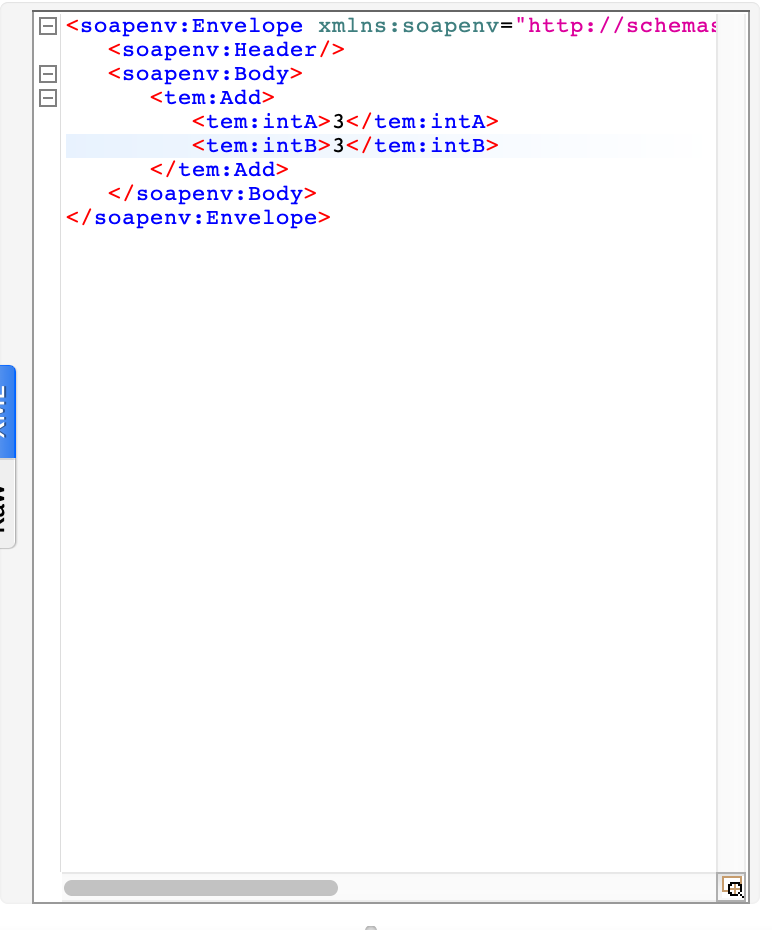 <soapenv:Envelope xmlns:soapenv="http://schemas
<soapenv:Header/>
<soapenv:Body>
<tem:Add>
<tem:intA>3</tem:intA>
<tem:intB>3</tem:intB>
</tem:Add>
</soapenv:Body>
</soapenv:Envelope>
XML
Raw